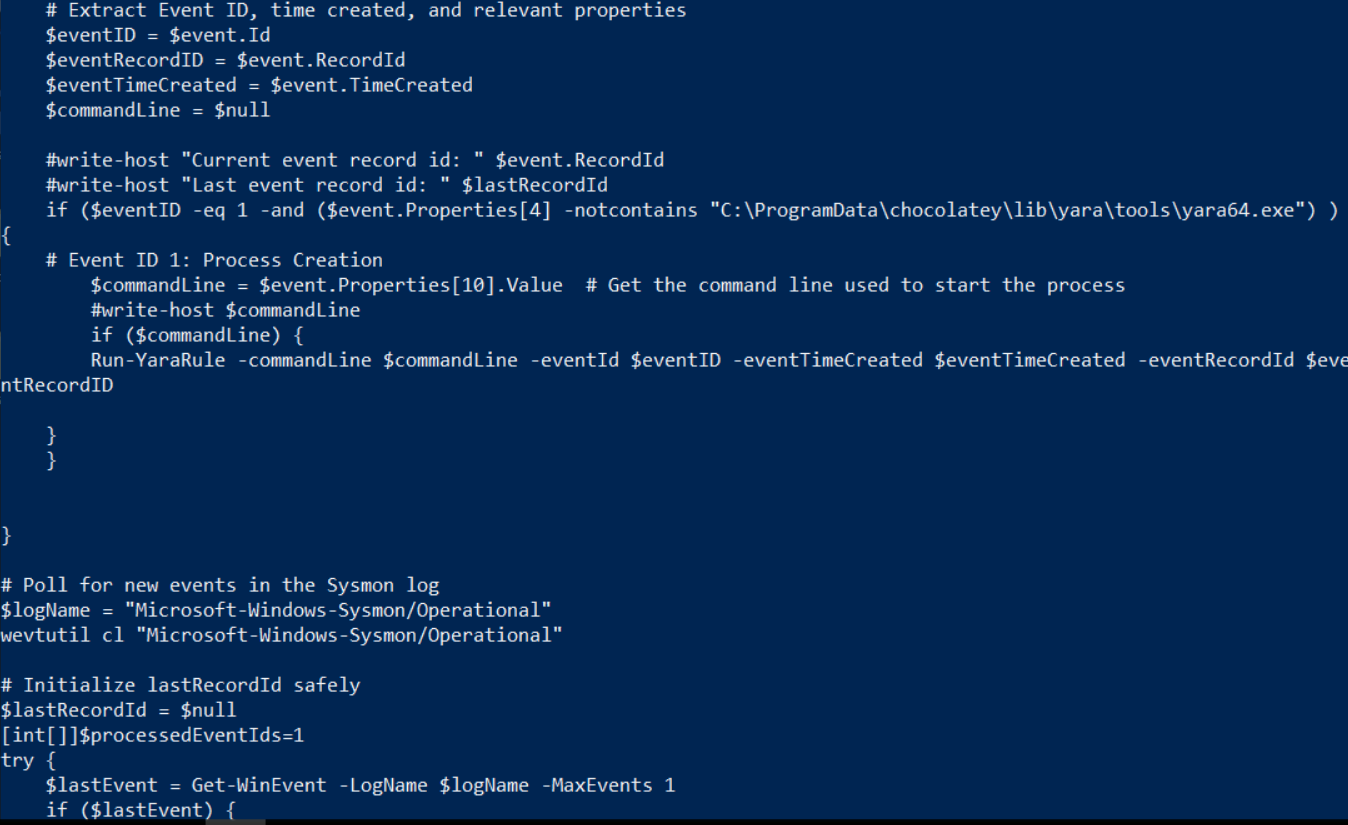 # Extract Event ID, time created, and relevant properties
$eventID = $event.Id
$eventRecordID = $event.RecordId
$eventTimeCreated = $event.TimeCreated
$commandLine = $null
#write-host "Current event record id: " $event.RecordId
#write-host "Last event record id: " $lastRecordId
if ($eventID -eq 1 -and ($event.Properties[4] -notcontains "C:\ProgramData\chocolatey\lib\yara\tools\yara64.exe") )
{
# Event ID 1: Process Creation
$commandLine = $event.Properties[10].Value  # Get the command line used to start the process
#write-host $commandLine
if ($commandLine) {
Run-YaraRule -commandLine $commandLine -eventId $eventID -eventTimeCreated $eventTimeCreated -eventRecordId $eve
ntRecordID
}
}
}
# Poll for new events in the Sysmon log
$logName = "Microsoft-Windows-Sysmon/Operational"
wevtutil cl "Microsoft-Windows-Sysmon/Operational"
# Initialize lastRecordId safely
$lastRecordId = $null
[int[]]$processedEventIds=1
try {
$lastEvent = Get-WinEvent -LogName $logName -MaxEvents 1
if ($lastEvent) {